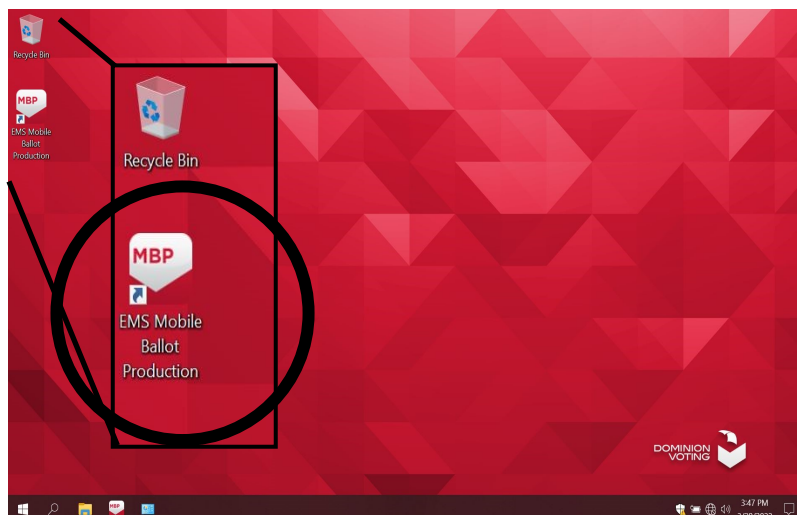 Recycle Bin
MBP
EMS Mobile
Ballot
Production
Recycle Bin
MBP
EMS Mobile
Ballot
Production
DOMINION
VOTING
MBP
3:47 PM